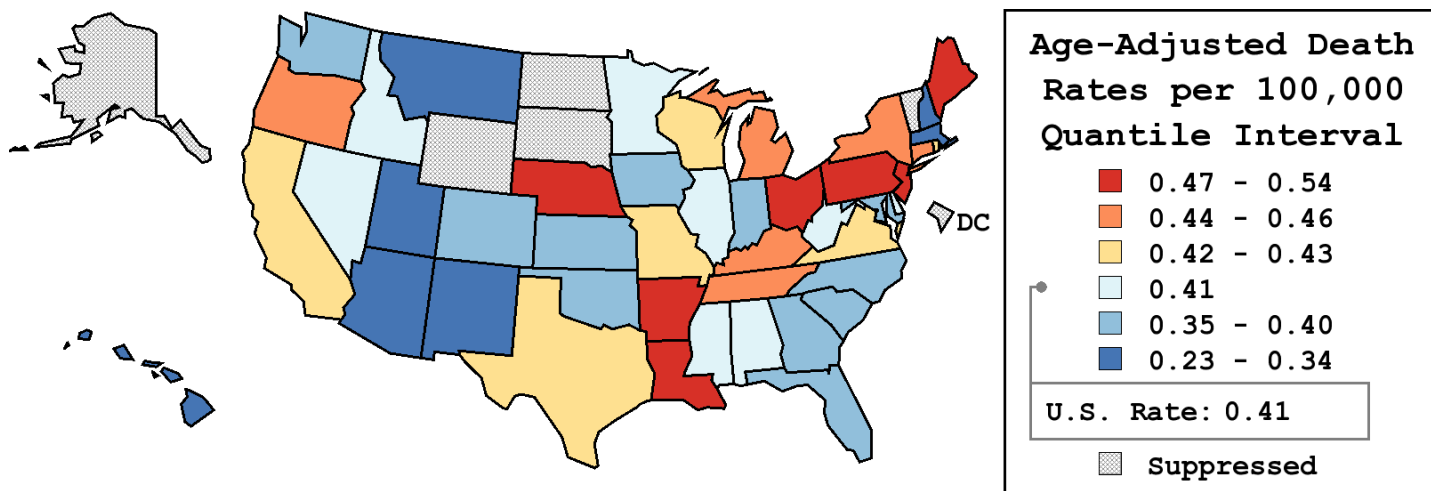 Age-Adjusted Death
Rates per 100,000
Quantile Interval
0.47 - 0.54
0.44 - 0.46
0.42 - 0.43
0.41
0.35 - 0.40
0.23 - 0.34
U.S. Rate: 0.41
Suppressed
DC